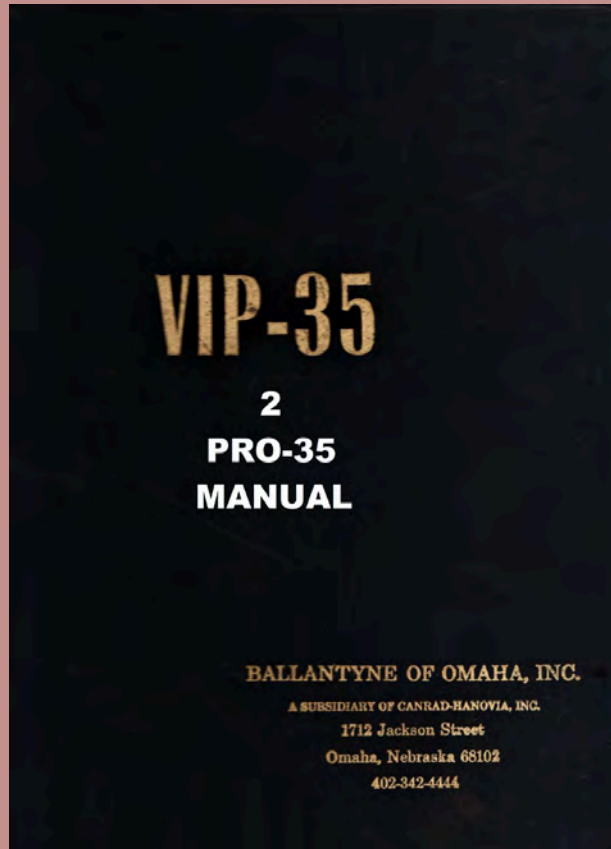 VIP-35
2
PRO-35
MANUAL
BALLANTYNE OF OMAHA, INC.
A SUBSIDIARY OF CANRAD-HANOVIA, INC.
1712 Jackson Street
Omaha, Nebraska 68102
402-342-4444